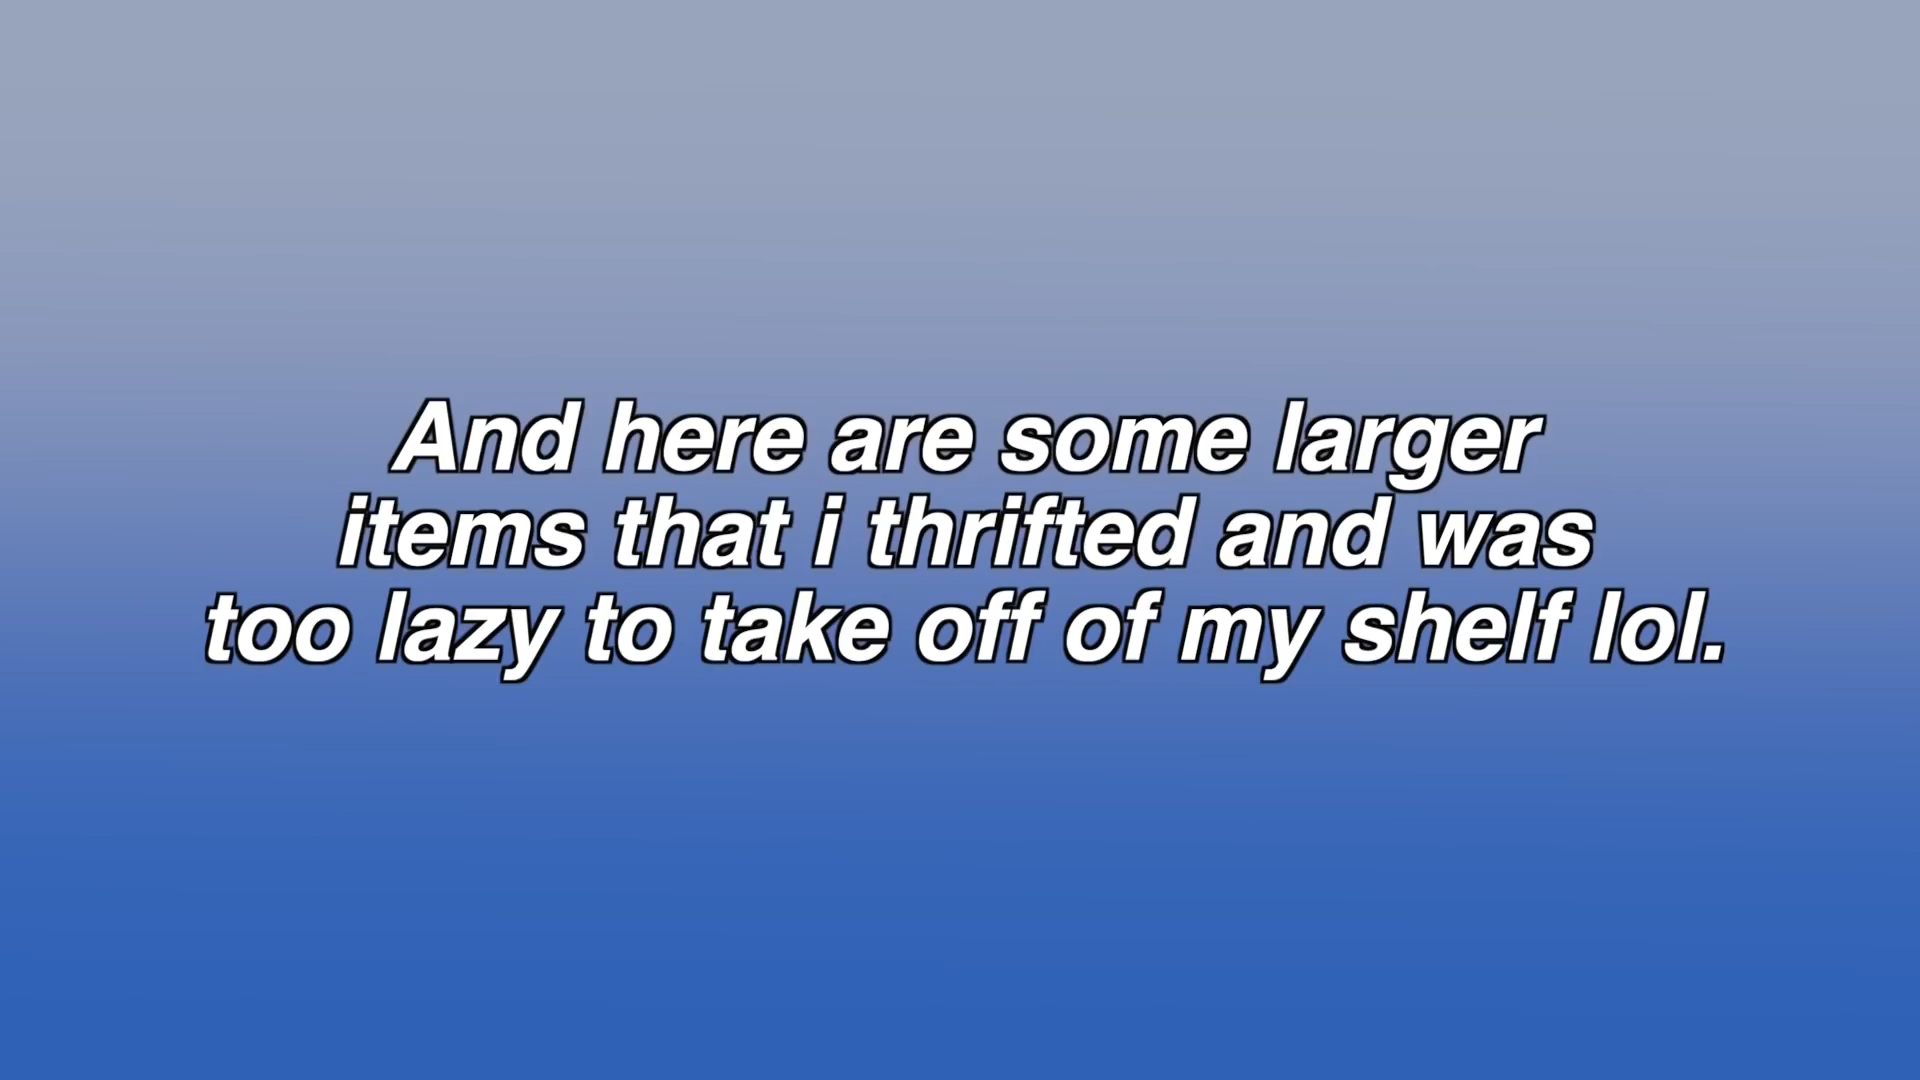 And here are some larger
items that i thrifted and was
too lazy to take off of my shelf lol.